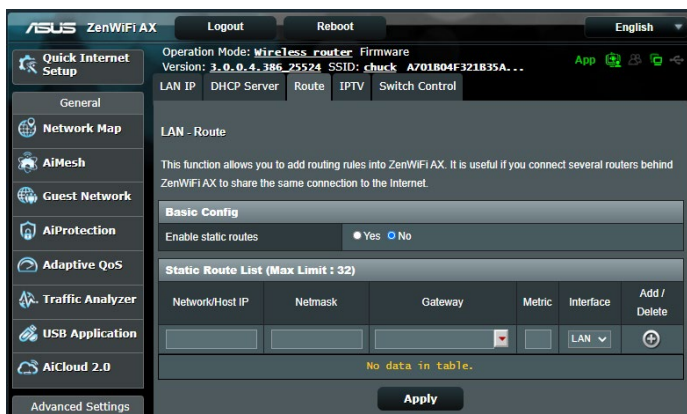 ASUS ZenWiFi AX Logout Reboot English
Quick Internet Setup
Operation Mode: Wireless router Firmware
Version: 3.0.0.4.386_25524 SSID: chuck A701B04F321B35A...
App
LAN IP DHCP Server Route IPTV Switch Control
General
Network Map
AiMesh
Guest Network
AiProtection
Adaptive QoS
Traffic Analyzer
USB Application
AiCloud 2.0
Advanced Settings
LAN - Route
This function allows you to add routing rules into ZenWiFi AX. It is useful if you connect several routers behind
ZenWiFi AX to share the same connection to the Internet.
Basic Config
Enable static routes Yes No
Static Route List (Max Limit : 32)
Network/Host IP Netmask Gateway Metric Interface Add / Delete
LAN
No data in table.
Apply